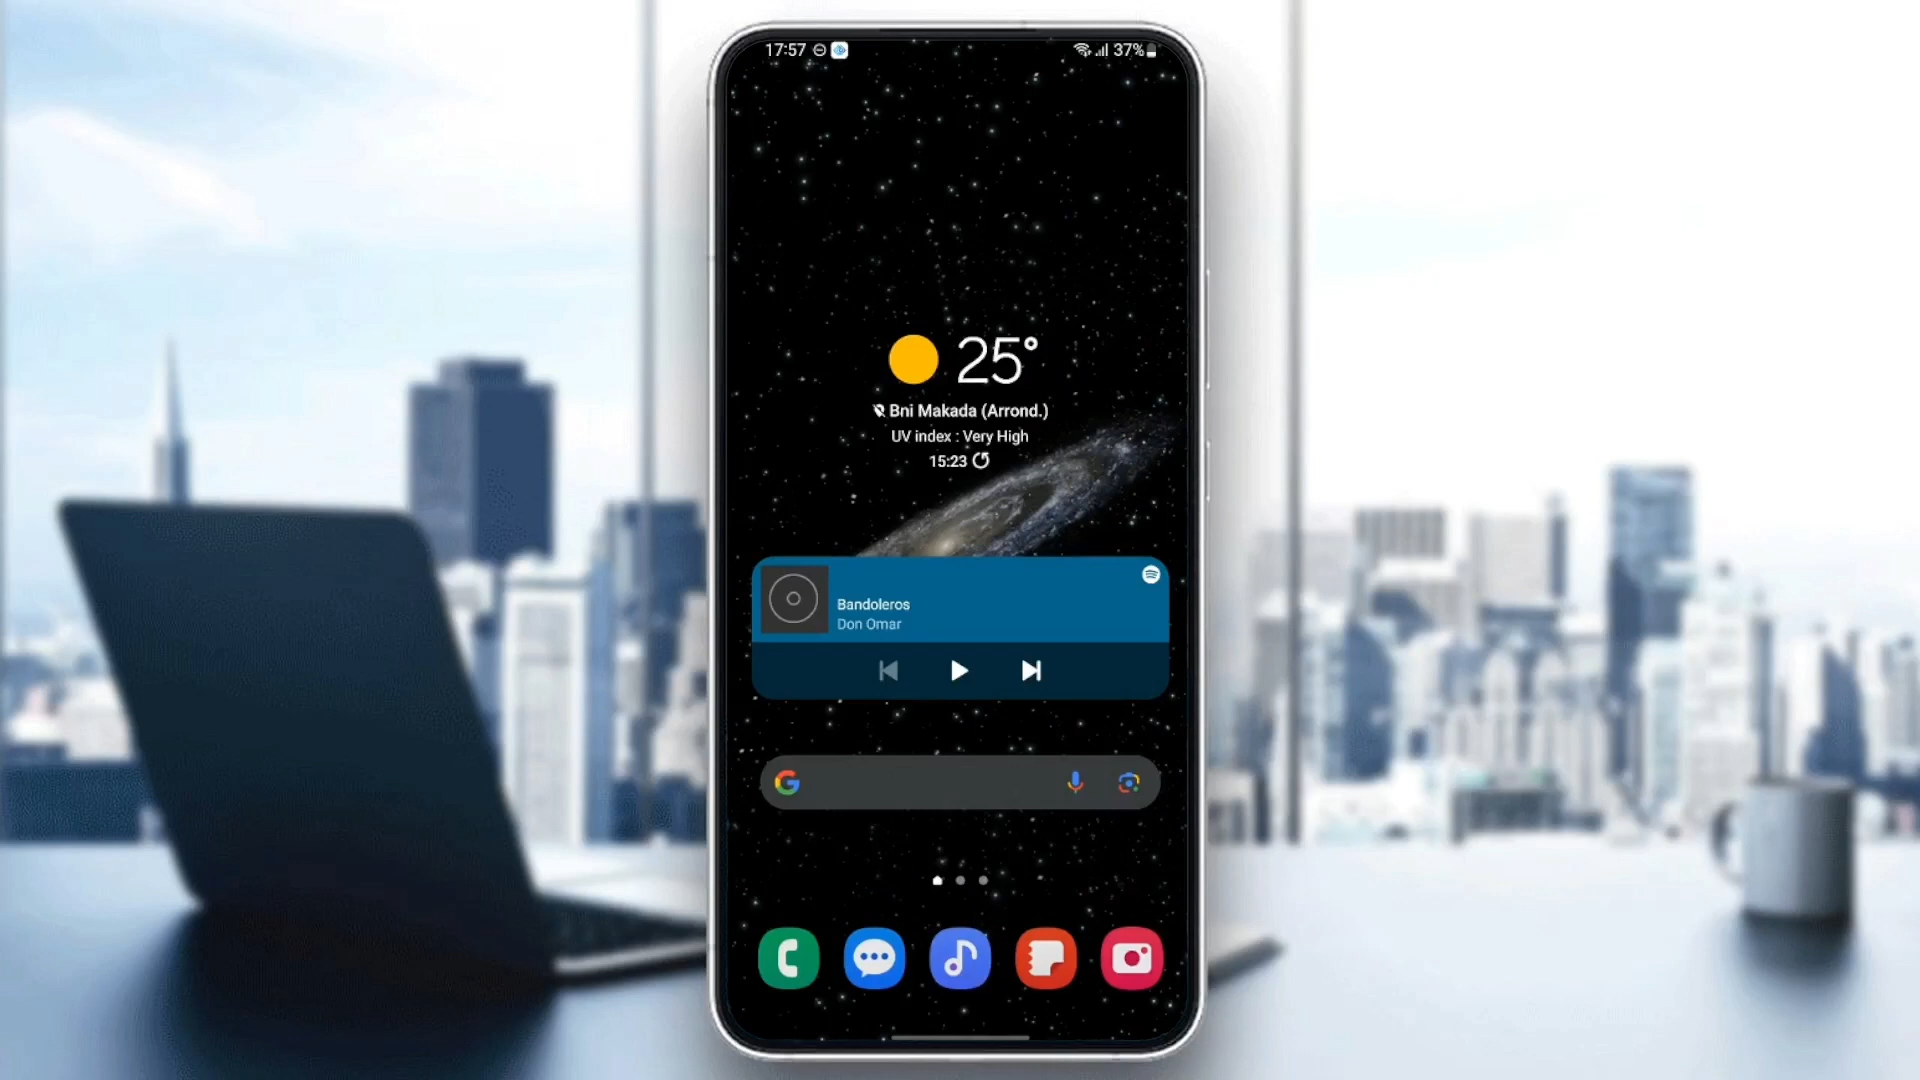 17:57
37%
25°
Bni Makada (Arrond.)
UV index : Very High
15:23
Bandoleros
Don Omar
G